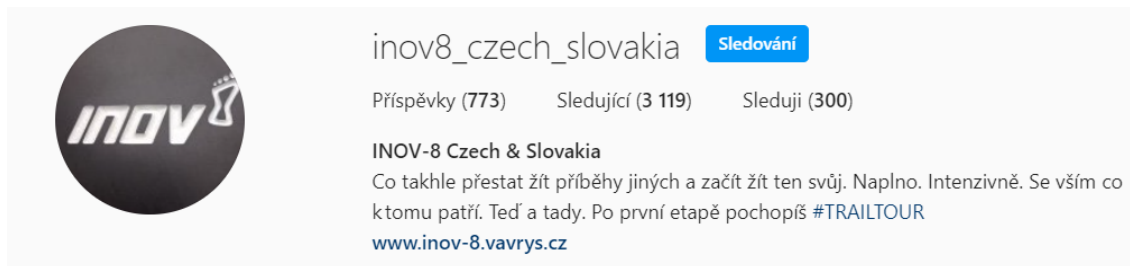 INOV8
inov8_czech_slovakia Sledování
Příspěvky (773) Sledující (3 119) Sleduji (300)
INOV-8 Czech & Slovakia
Co takhle přestat žít příběhy jiných a začít žít ten svůj. Naplno. Intenzivně. Se vším co
k tomu patří. Teď a tady. Po první etapě pochopíš #TRAILTOUR
www.inov-8.vavrys.cz